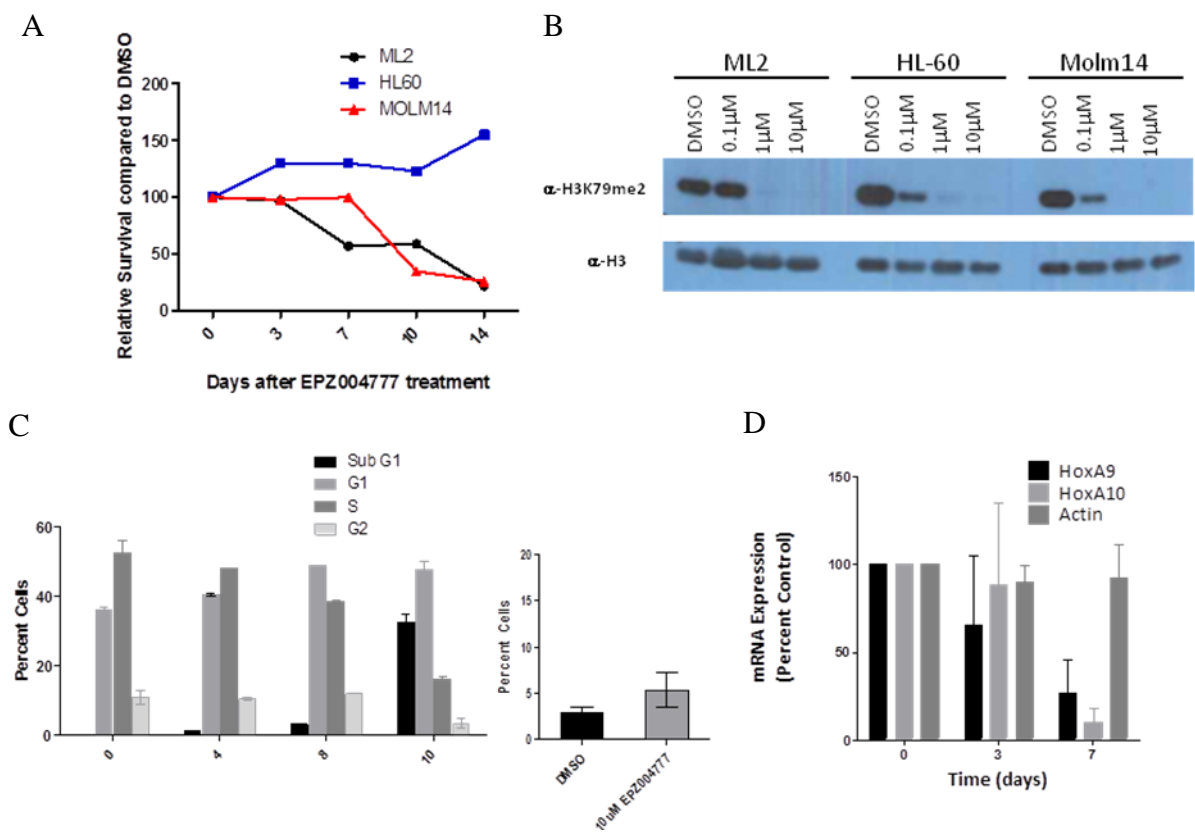 A
Relative Survival compared to DMSO
ML2
HL60
MOLM14
200
150
100
50
0
0
3
7
10
14
Days after EPZ004777 treatment
B
ML2
HL-60
Molm14
DMSO
0.1µM
1µM
10µM
DMSO
0.1µM
1µM
10µM
DMSO
0.1µM
1µM
10µM
α-H3K79me2
α-H3
C
Sub G1
G1
S
G2
Percent Cells
60
40
20
0
0
4
8
10
Percent Cells
20
15
10
5
0
DMSO
10uM EPZ004777
D
HoxA9
HoxA10
Actin
mRNA Expression
(Percent Control)
150
100
50
0
0
3
7
Time (days)